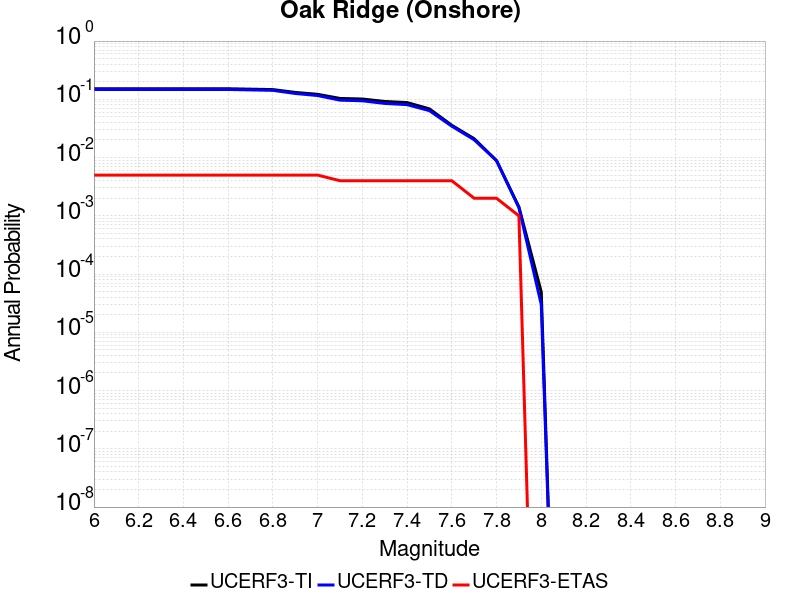 Oak Ridge (Onshore)
10^0
10^-1
10^-2
10^-3
10^-4
10^-5
10^-6
10^-7
10^-8
Annual Probability
6 6.2 6.4 6.6 6.8 7 7.2 7.4 7.6 7.8 8 8.2 8.4 8.6 8.8 9
Magnitude
UCERF3-TI UCERF3-TD UCERF3-ETAS